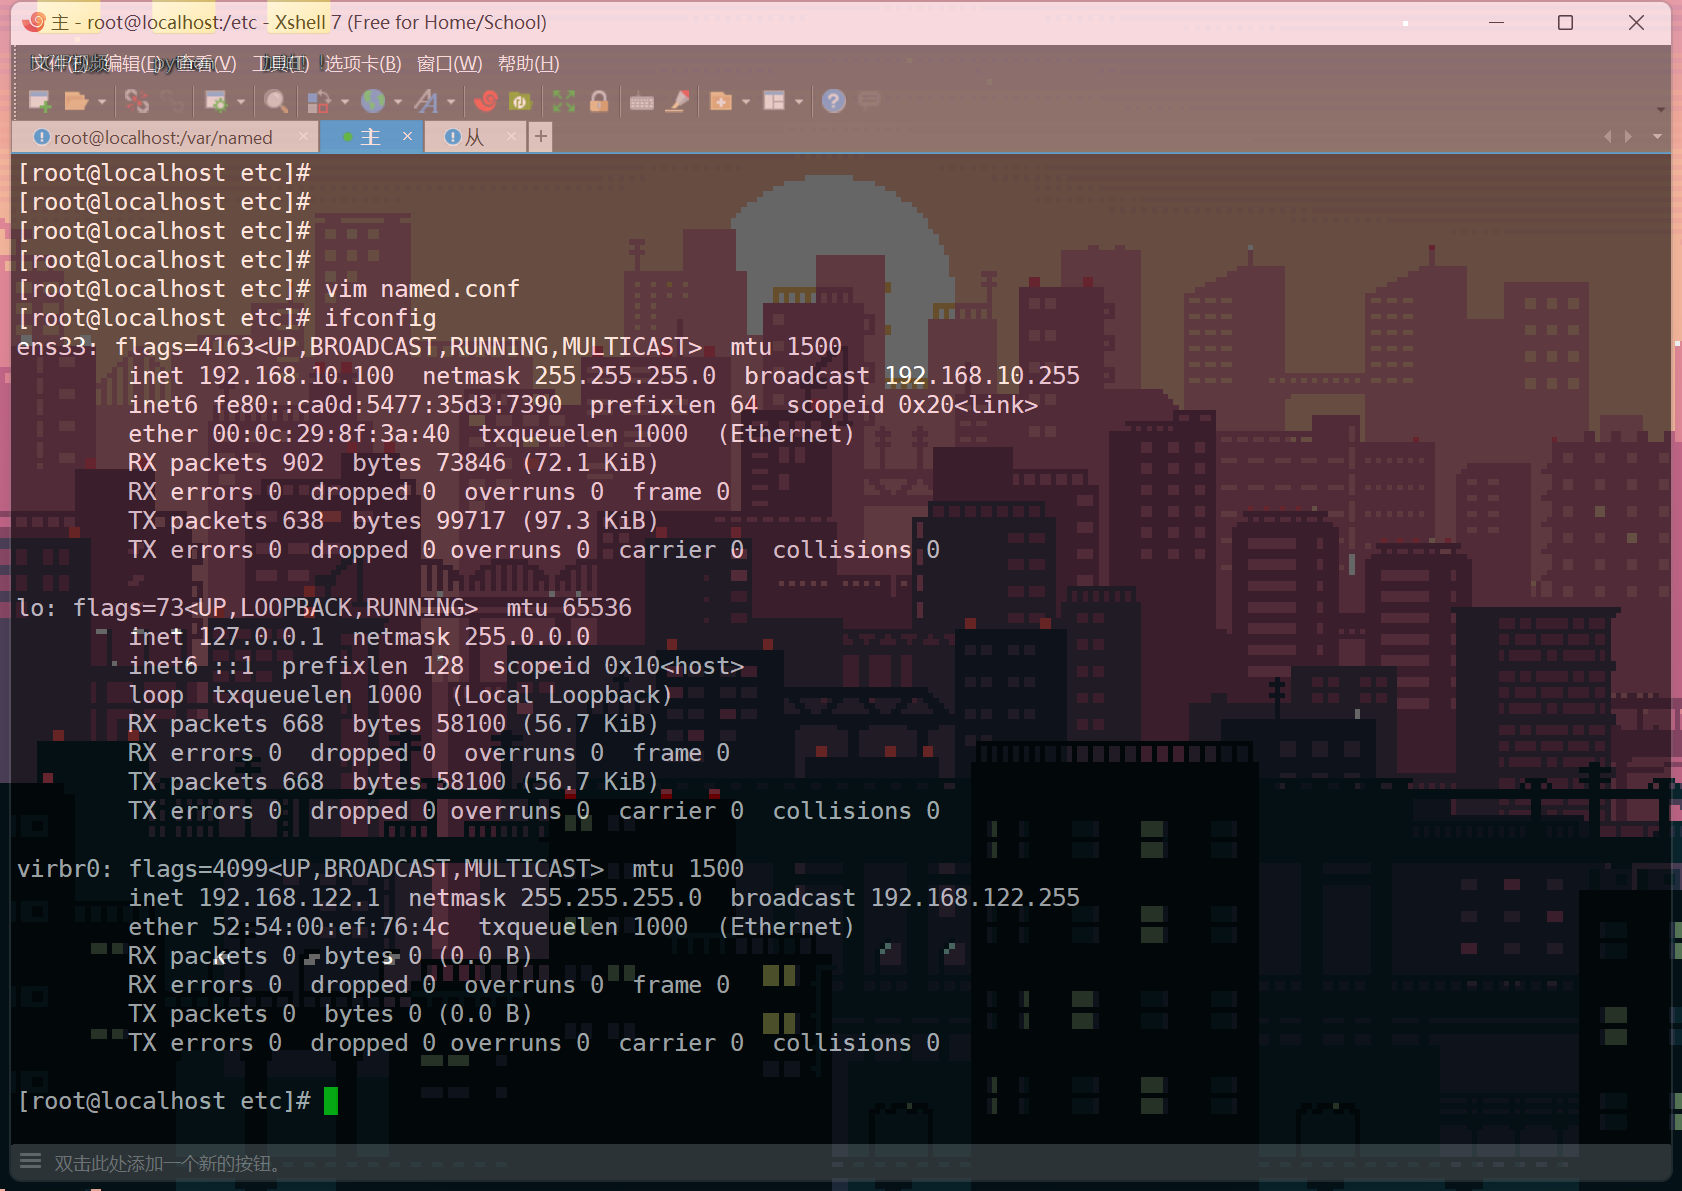 主 - root@localhost:/etc - Xshell 7 (Free for Home/School)
文件(F) 编辑(E) 查看(V) 工具(T) 选项卡(B) 窗口(W) 帮助(H)
root@localhost:/var/named × 主 × 从 × +
[root@localhost etc]#
[root@localhost etc]#
[root@localhost etc]#
[root@localhost etc]#
[root@localhost etc]# vim named.conf
[root@localhost etc]# ifconfig
ens33: flags=4163<UP,BROADCAST,RUNNING,MULTICAST>  mtu 1500
        inet 192.168.10.100  netmask 255.255.255.0  broadcast 192.168.10.255
        inet6 fe80::ca0d:5477:35d3:7390  prefixlen 64  scopeid 0x20<link>
        ether 00:0c:29:8f:3a:40  txqueuelen 1000  (Ethernet)
        RX packets 902  bytes 73846 (72.1 KiB)
        RX errors 0  dropped 0  overruns 0  frame 0
        TX packets 638  bytes 99717 (97.3 KiB)
        TX errors 0  dropped 0 overruns 0  carrier 0  collisions 0
lo: flags=73<UP,LOOPBACK,RUNNING>  mtu 65536
        inet 127.0.0.1  netmask 255.0.0.0
        inet6 ::1  prefixlen 128  scopeid 0x10<host>
        loop  txqueuelen 1000  (Local Loopback)
        RX packets 668  bytes 58100 (56.7 KiB)
        RX errors 0  dropped 0  overruns 0  frame 0
        TX packets 668  bytes 58100 (56.7 KiB)
        TX errors 0  dropped 0 overruns 0  carrier 0  collisions 0
virbr0: flags=4099<UP,BROADCAST,MULTICAST>  mtu 1500
        inet 192.168.122.1  netmask 255.255.255.0  broadcast 192.168.122.255
        ether 52:54:00:ef:76:4c  txqueuelen 1000  (Ethernet)
        RX packets 0  bytes 0 (0.0 B)
        RX errors 0  dropped 0  overruns 0  frame 0
        TX packets 0  bytes 0 (0.0 B)
        TX errors 0  dropped 0 overruns 0  carrier 0  collisions 0
[root@localhost etc]#
双击此处添加一个新的按钮。